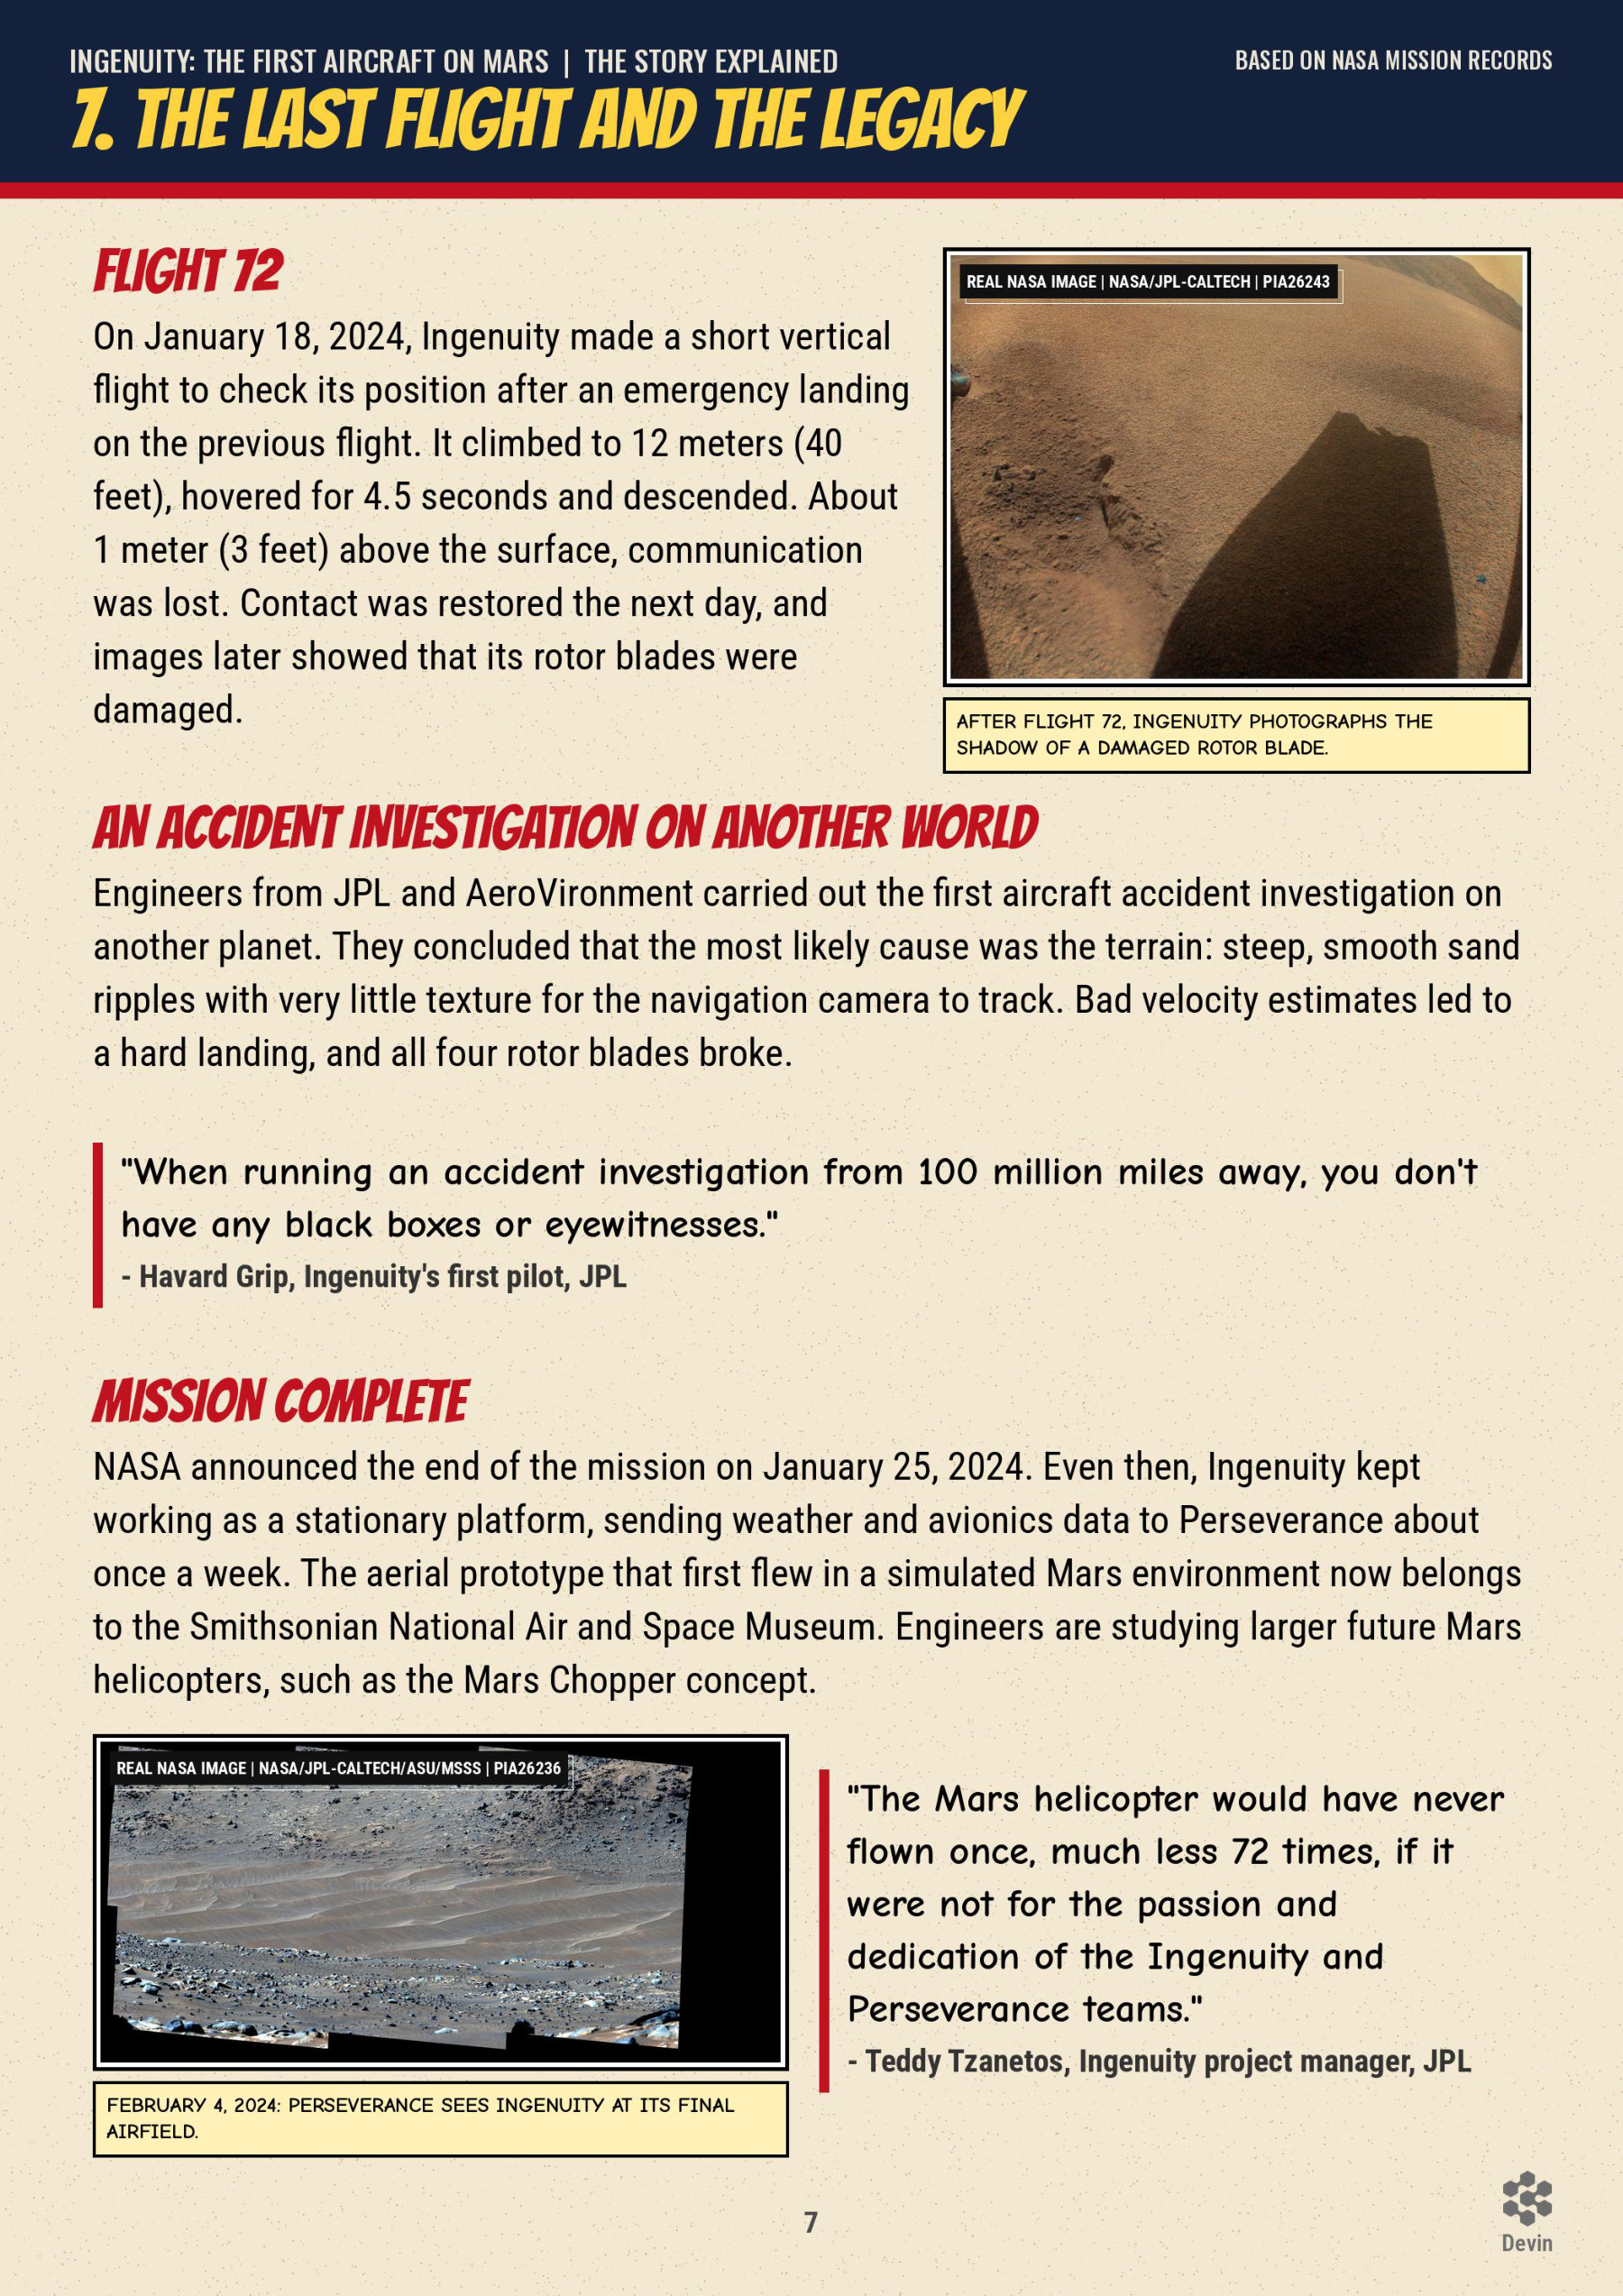 INGENUITY: THE FIRST AIRCRAFT ON MARS | THE STORY EXPLAINED
BASED ON NASA MISSION RECORDS
7. THE LAST FLIGHT AND THE LEGACY
FLIGHT 72
On January 18, 2024, Ingenuity made a short vertical
flight to check its position after an emergency landing
on the previous flight. It climbed to 12 meters (40
feet), hovered for 4.5 seconds and descended. About
1 meter (3 feet) above the surface, communication
was lost. Contact was restored the next day, and
images later showed that its rotor blades were
damaged.
REAL NASA IMAGE | NASA/JPL-CALTECH | PIA26243
AFTER FLIGHT 72, INGENUITY PHOTOGRAPHS THE
SHADOW OF A DAMAGED ROTOR BLADE.
AN ACCIDENT INVESTIGATION ON ANOTHER WORLD
Engineers from JPL and AeroVironment carried out the first aircraft accident investigation on
another planet. They concluded that the most likely cause was the terrain: steep, smooth sand
ripples with very little texture for the navigation camera to track. Bad velocity estimates led to
a hard landing, and all four rotor blades broke.
"When running an accident investigation from 100 million miles away, you don't
have any black boxes or eyewitnesses."
- Havard Grip, Ingenuity's first pilot, JPL
MISSION COMPLETE
NASA announced the end of the mission on January 25, 2024. Even then, Ingenuity kept
working as a stationary platform, sending weather and avionics data to Perseverance about
once a week. The aerial prototype that first flew in a simulated Mars environment now belongs
to the Smithsonian National Air and Space Museum. Engineers are studying larger future Mars
helicopters, such as the Mars Chopper concept.
REAL NASA IMAGE | NASA/JPL-CALTECH/ASU/MSSS | PIA26236
FEBRUARY 4, 2024: PERSEVERANCE SEES INGENUITY AT ITS FINAL
AIRFIELD.
"The Mars helicopter would have never
flown once, much less 72 times, if it
were not for the passion and
dedication of the Ingenuity and
Perseverance teams."
- Teddy Tzanetos, Ingenuity project manager, JPL
7
Devin